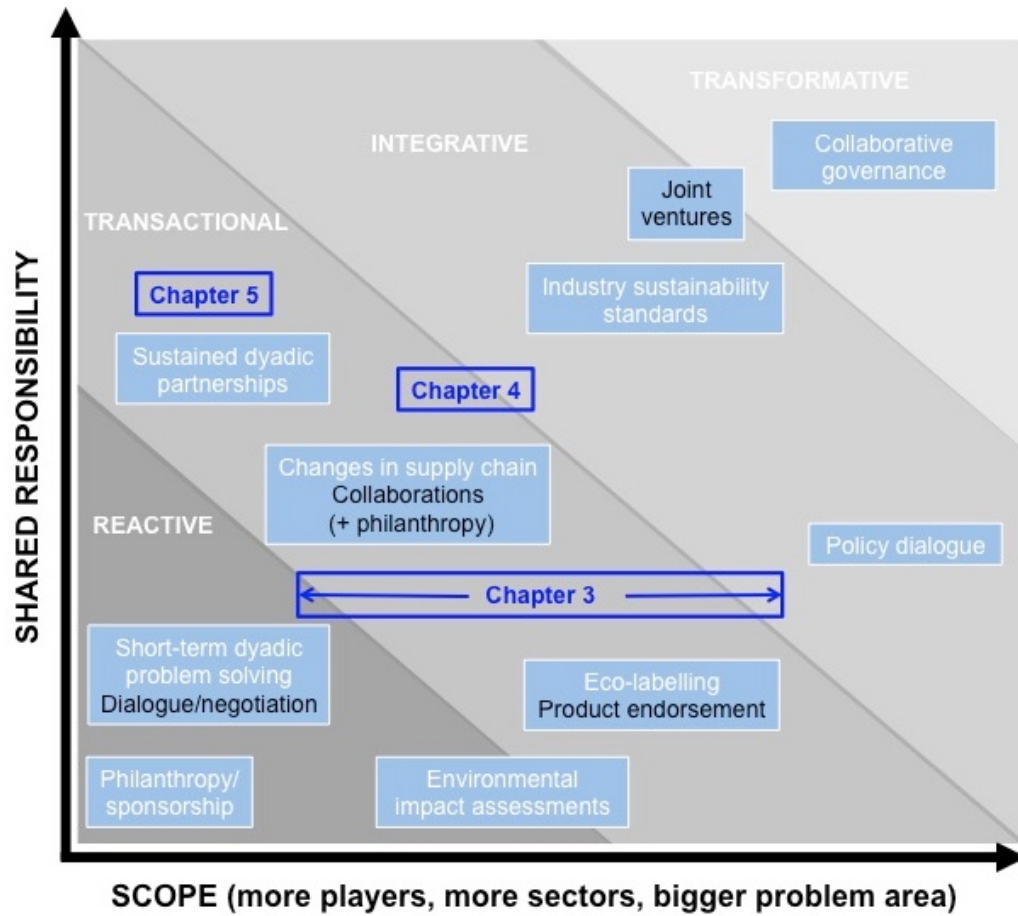 TRANSFORMATIVE
Collaborative
governance
INTEGRATIVE
Joint
ventures
TRANSACTIONAL
Chapter 5
Industry sustainability
standards
Sustained dyadic
partnerships
Chapter 4
Changes in supply chain
Collaborations
(+ philanthropy)
REACTIVE
Policy dialogue
Chapter 3
Short-term dyadic
problem solving
Dialogue/negotiation
Eco-labelling
Product endorsement
Philanthropy/
sponsorship
Environmental
impact assessments
SHARED RESPONSIBILITY
SCOPE (more players, more sectors, bigger problem area)